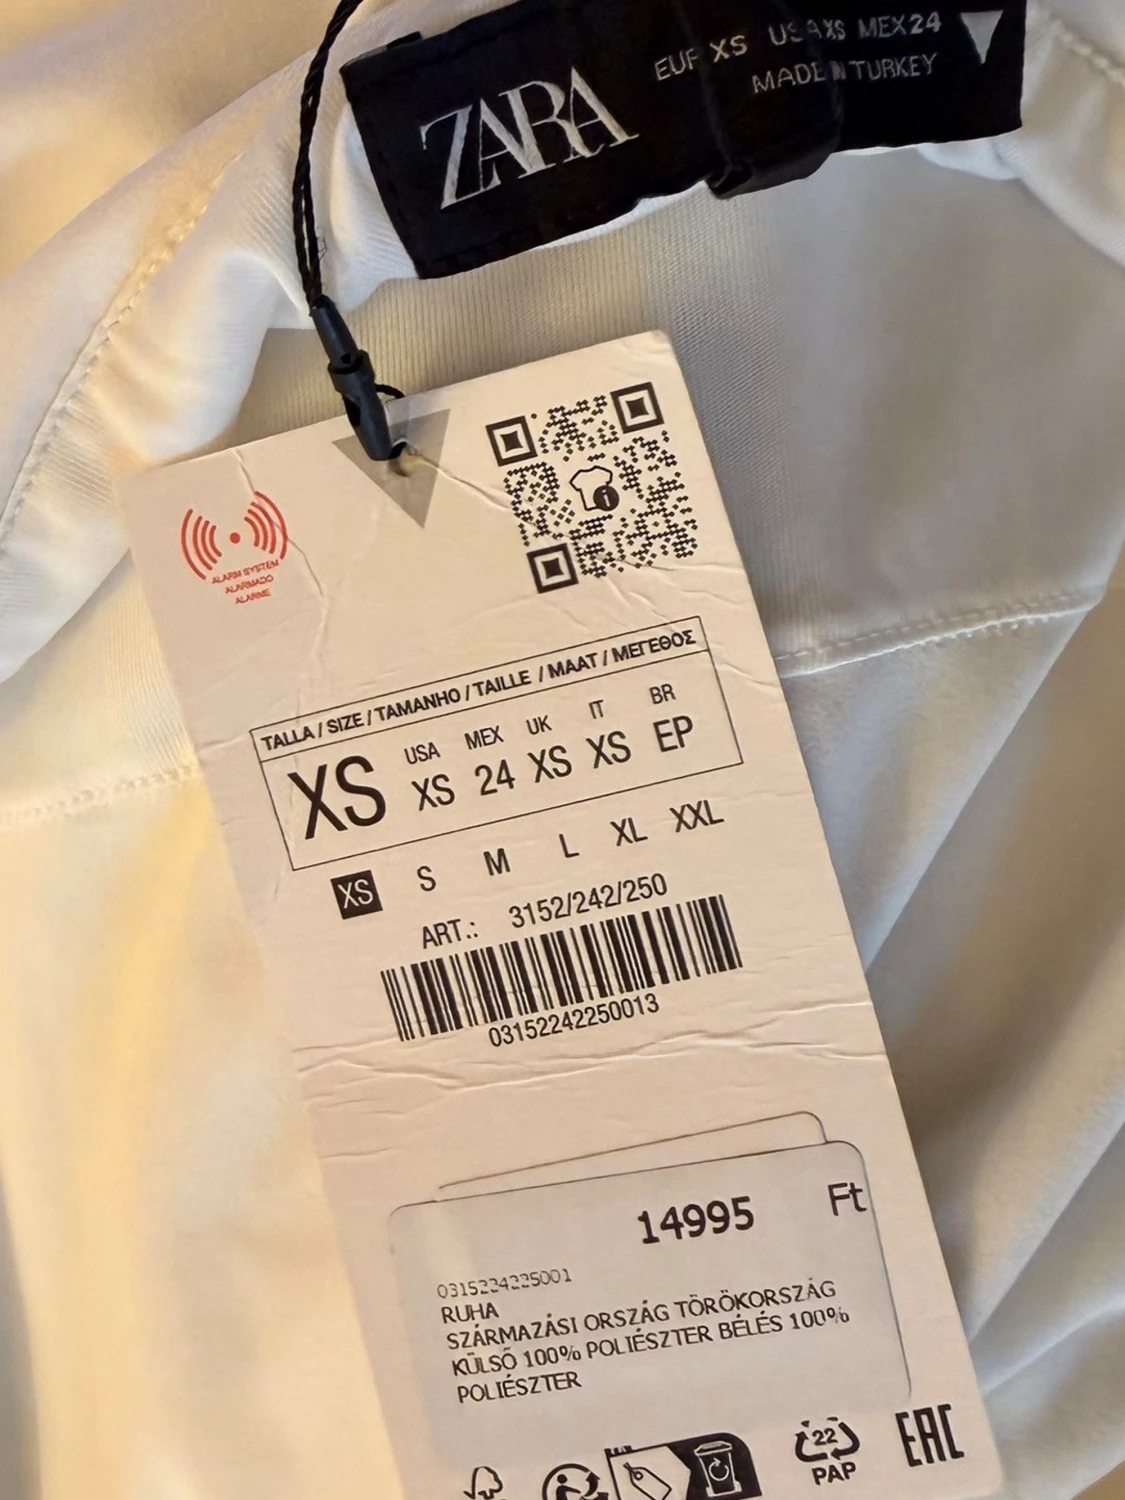 ZARA
EUR XS USA XS MEX 24
MADE IN TURKEY
ALARM SYSTEM
ALARMADO
ALARME
TALLA / SIZE / TAMANHO / TAILLE / MAAT / ΜΕΓΕΘΟΣ
USA MEX UK IT BR
XS XS 24 XS XS EP
XS S M L XL XXL
ART.: 3152/242/250
03152242250013
14995 Ft
0315224225001
RUHA
SZÁRMAZÁSI ORSZÁG TÖRÖKORSZÁG
KÜLSŐ 100% POLIÉSZTER BÉLÉS 100%
POLIÉSZTER
22
PAP
EAC